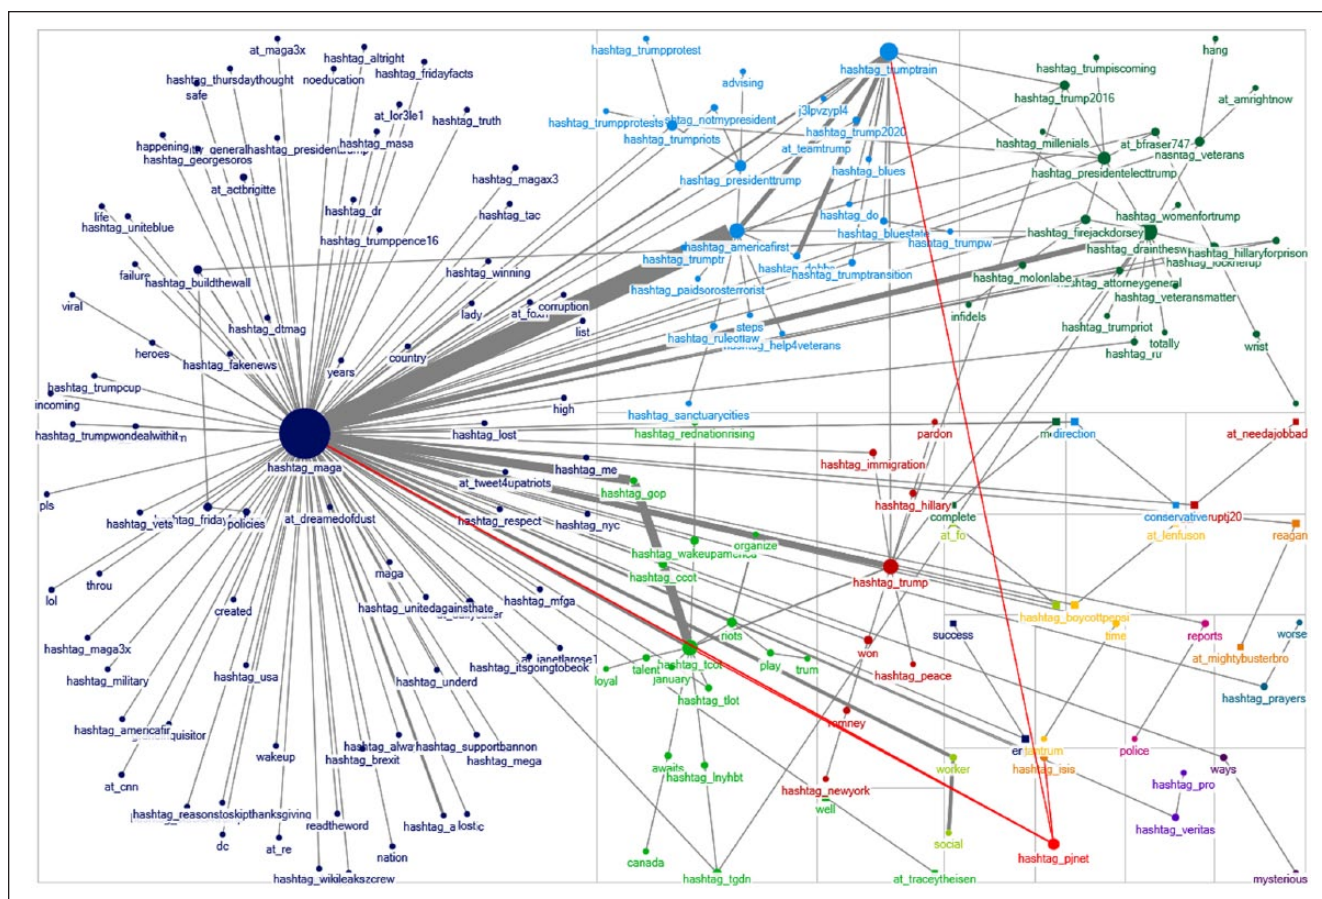 at_maga3x
hashtag_altright
hashtag_thursdaythought
noeducation
hashtag_fridayfacts
safe
at_lor3le1
hashtag_truth
hashtag_masa
happening
hashtag_georgesoros
at_actbrigitte
hashtag_magax3
hashtag_dr
hashtag_tac
life
hashtag_uniteblue
hashtag_trumppence16
failure
hashtag_winning
hashtag_buildthewall
viral
corruption
lady
hashtag_dtmag
list
heroes
country
hashtag_fakenews
years
hashtag_trumpcup
incoming
high
hashtag_lost
hashtag_maga
hashtag_me
at_tweet4upatriots
pls
hashtag_vets
policies
at_dreamedofdust
hashtag_respect
hashtag_nyc
maga
throu
lol
created
hashtag_unitedagainsthate
hashtag_mfga
hashtag_maga3x
hashtag_itsgoingtobeok
hashtag_military
hashtag_usa
hashtag_underd
wakeup
hashtag_supportbannon
hashtag_brexit
hashtag_mega
at_cnn
hashtag_reasonstoskipthanksgiving
readtheword
dc
at_re
nation
hashtag_wikileakszcrew
hashtag_trumpprotest
hashtag_trumptrain
advising
j3lpvzypl4
hashtag_trumpprotests
hashtag_trumpriots
hashtag_trump2020
at_teamtrump
hashtag_presidenttrump
hashtag_blues
hashtag_do
hashtag_americafirst
hashtag_bluestate
hashtag_trumpw
hashtag_trumptr
hashtag_trumptransition
hashtag_paidsorosterrorist
steps
hashtag_ruleoflaw
hashtag_help4veterans
hashtag_sanctuarycities
hang
hashtag_trumpiscoming
hashtag_trump2016
at_amrightnow
hashtag_millenials
at_bfraser747
hashtag_presidentelecttrump
hashtag_womenfortrump
hashtag_firejackdorsey
hashtag_hillaryforprison
hashtag_molonlabe
hashtag_attorneygeneral
hashtag_veteransmatter
infidels
hashtag_trumpriot
totally
wrist
hashtag_rednationrising
hashtag_gop
organize
hashtag_ccot
riots
hashtag_tcot
play
trum
talent
loyal
january
hashtag_tlot
awaits
hashtag_lnyhbt
well
canada
hashtag_tgdn
at_traceytheisen
pardon
hashtag_immigration
hashtag_hillary
hashtag_trump
won
hashtag_peace
romney
hashtag_newyork
direction
at_needajobbad
complete
conservative
at_fo
at_lenfuson
reagan
hashtag_boycottpepsi
success
time
reports
worse
at_mightybusterbro
hashtag_prayers
worker
hashtag_isis
police
ways
hashtag_pro
hashtag_veritas
social
hashtag_pjnet
mysterious